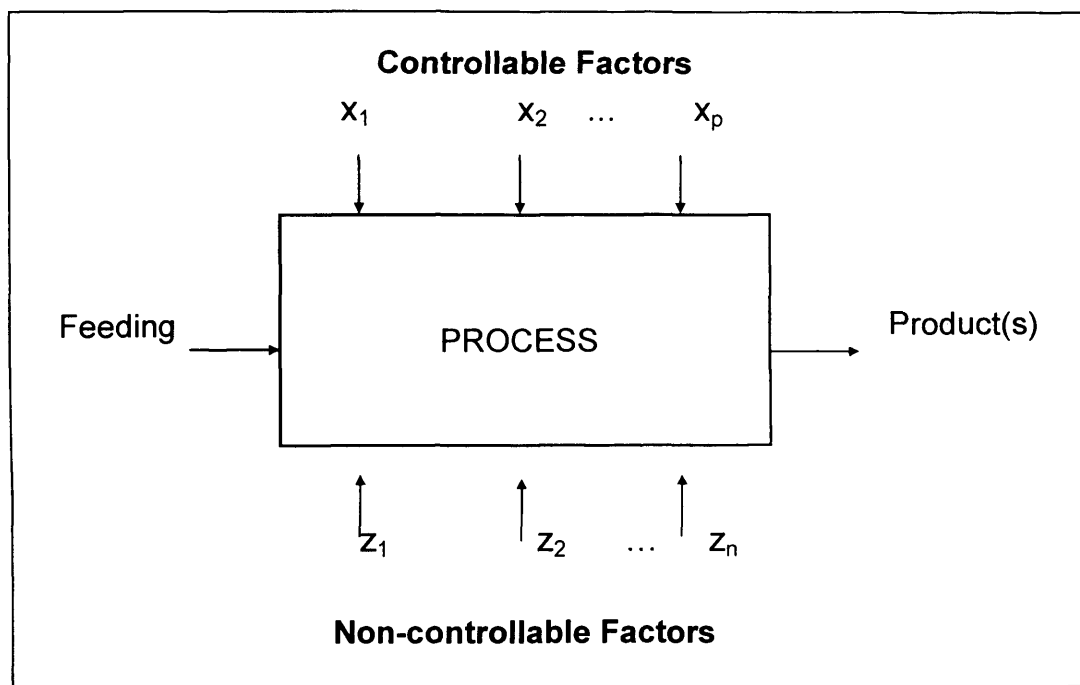 Controllable Factors
x₁ x₂ ... xₚ
Feeding
PROCESS
Product(s)
z₁ z₂ ... zₙ
Non-controllable Factors